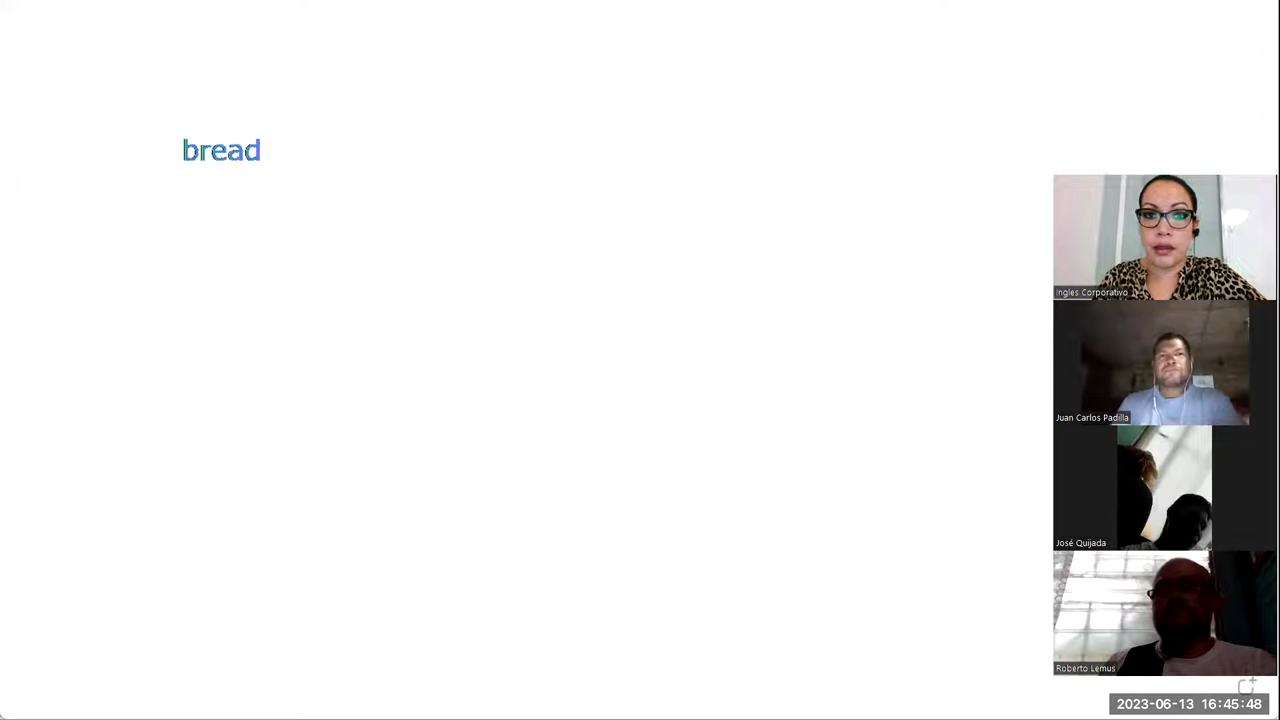 bread
Ingles Corporativo
Juan Carlos Padilla
José Quijada
Roberto Lemus
2023-06-13 16:45:48